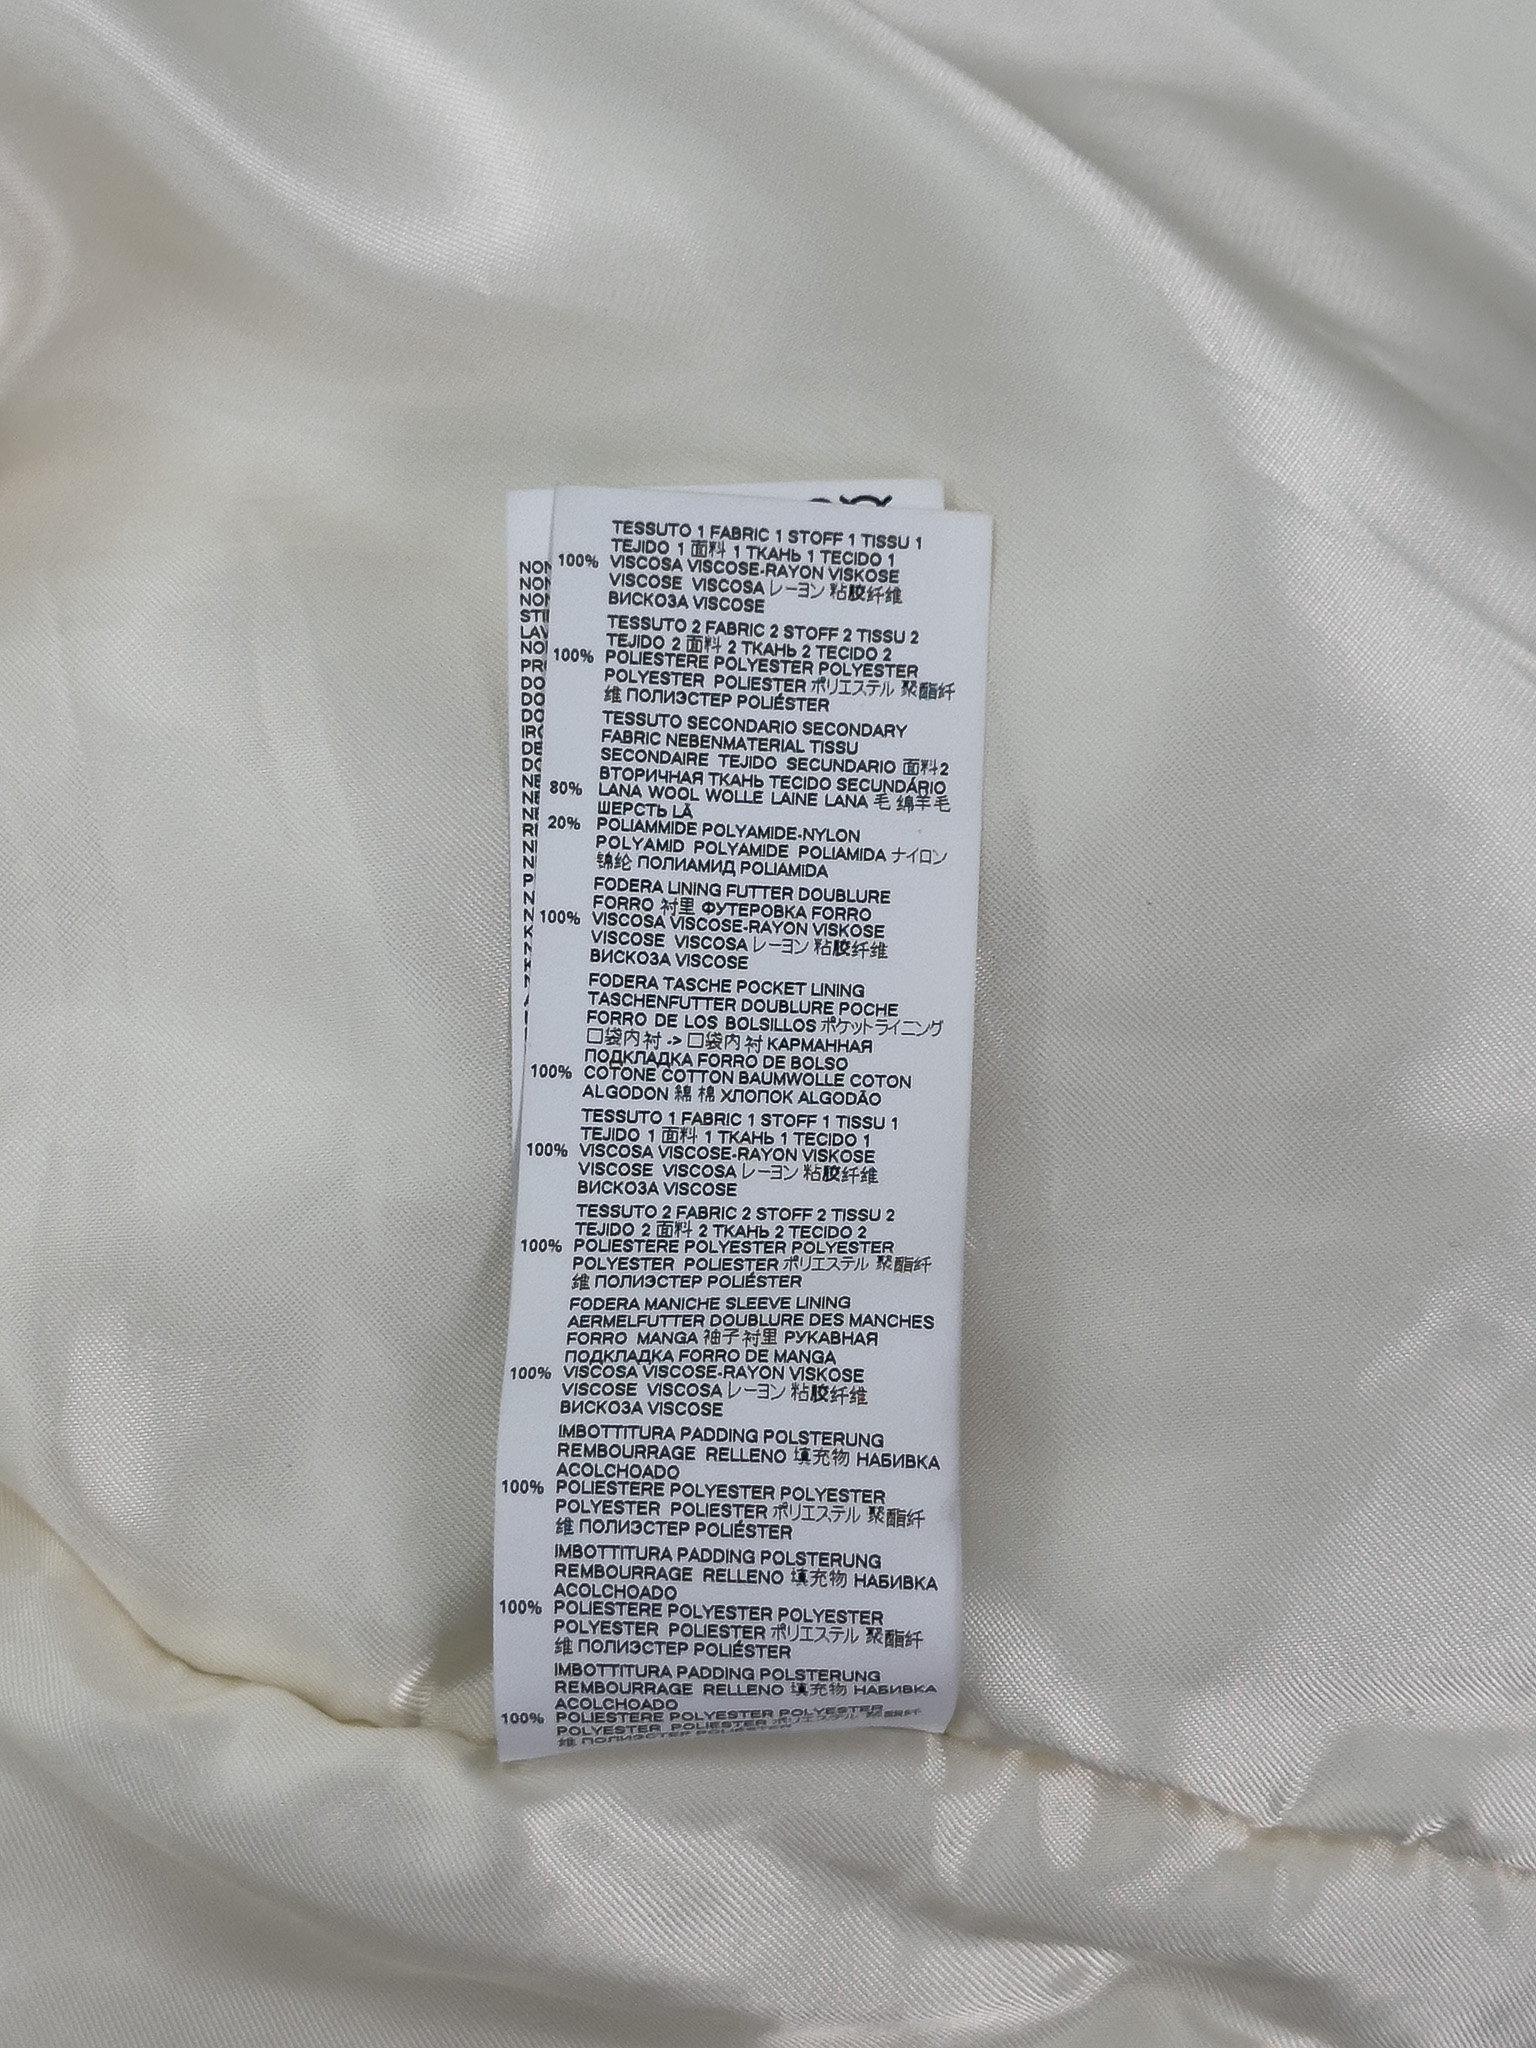 TESSUTO 1 FABRIC 1 STOFF 1 TISSU 1
TEJIDO 1 面料 1 ТКАНЬ 1 TECIDO 1
100% VISCOSA VISCOSE-RAYON VISKOSE
VISCOSE VISCOSA レーヨン 粘胶纤维
ВИСКОЗА VISCOSE
TESSUTO 2 FABRIC 2 STOFF 2 TISSU 2
TEJIDO 2 面料 2 ТКАНЬ 2 TECIDO 2
100% POLIESTERE POLYESTER POLYESTER
POLYESTER POLIESTER ポリエステル 聚酯纤
维 ПОЛИЭСТЕР POLIÉSTER
TESSUTO SECONDARIO SECONDARY
FABRIC NEBENMATERIAL TISSU
SECONDAIRE TEJIDO SECUNDARIO 面料2
ВТОРИЧНАЯ ТКАНЬ TECIDO SECUNDÁRIO
80% LANA WOOL WOLLE LAINE LANA 毛 绵羊毛
ШЕРСТЬ LÃ
20% POLIAMMIDE POLYAMIDE-NYLON
POLYAMID POLYAMIDE POLIAMIDA ナイロン
锦纶 ПОЛИАМИД POLIAMIDA
FODERA LINING FUTTER DOUBLURE
FORRO 衬里 ФУТЕРОВКА FORRO
100% VISCOSA VISCOSE-RAYON VISKOSE
VISCOSE VISCOSA レーヨン 粘胶纤维
ВИСКОЗА VISCOSE
FODERA TASCHE POCKET LINING
TASCHENFUTTER DOUBLURE POCHE
FORRO DE LOS BOLSILLOS ポケットライニング
口袋内衬 -> 口袋内衬 КАРМАННАЯ
ПОДКЛАДКА FORRO DE BOLSO
100% COTONE COTTON BAUMWOLLE COTON
ALGODON 綿 棉 ХЛОПОК ALGODÃO
TESSUTO 1 FABRIC 1 STOFF 1 TISSU 1
TEJIDO 1 面料 1 ТКАНЬ 1 TECIDO 1
100% VISCOSA VISCOSE-RAYON VISKOSE
VISCOSE VISCOSA レーヨン 粘胶纤维
ВИСКОЗА VISCOSE
TESSUTO 2 FABRIC 2 STOFF 2 TISSU 2
TEJIDO 2 面料 2 ТКАНЬ 2 TECIDO 2
100% POLIESTERE POLYESTER POLYESTER
POLYESTER POLIESTER ポリエステル 聚酯纤
维 ПОЛИЭСТЕР POLIÉSTER
FODERA MANICHE SLEEVE LINING
AERMELFUTTER DOUBLURE DES MANCHES
FORRO MANGA 袖子衬里 РУКАВНАЯ
ПОДКЛАДКА FORRO DE MANGA
100% VISCOSA VISCOSE-RAYON VISKOSE
VISCOSE VISCOSA レーヨン 粘胶纤维
ВИСКОЗА VISCOSE
IMBOTTITURA PADDING POLSTERUNG
REMBOURRAGE RELLENO 填充物 НАБИВКА
ACOLCHOADO
100% POLIESTERE POLYESTER POLYESTER
POLYESTER POLIESTER ポリエステル 聚酯纤
维 ПОЛИЭСТЕР POLIÉSTER
IMBOTTITURA PADDING POLSTERUNG
REMBOURRAGE RELLENO 填充物 НАБИВКА
ACOLCHOADO
100% POLIESTERE POLYESTER POLYESTER
POLYESTER POLIESTER ポリエステル 聚酯纤
维 ПОЛИЭСТЕР POLIÉSTER
IMBOTTITURA PADDING POLSTERUNG
REMBOURRAGE RELLENO 填充物 НАБИВКА
ACOLCHOADO
100% POLIESTERE POLYESTER POLYESTER
POLYESTER POLIESTER ポリエステル 聚酯纤
维 ПОЛИЭСТЕР POLIÉSTER